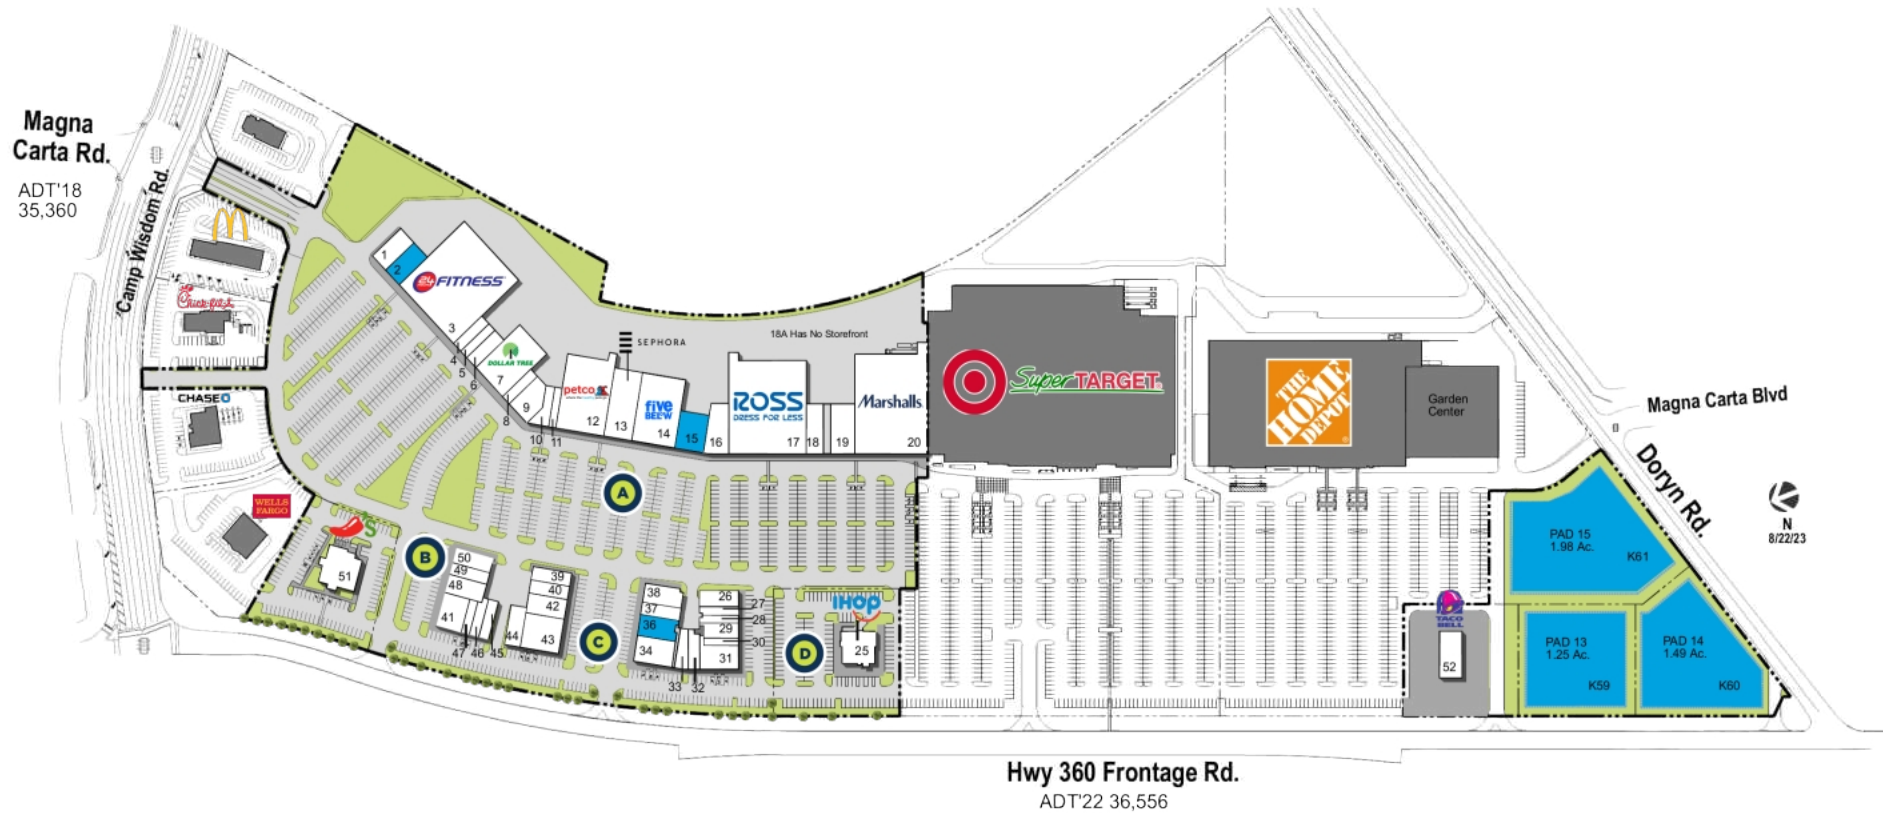 Magna
Carta Rd.
ADT'18
35,360
Camp Wisdom Rd.
Chick-fil-A
CHASE
WELLS
FARGO
CHILI'S
51
1
2
24 FITNESS
3
4
5
6
DOLLAR TREE
7
8
9
10
11
petco
12
SEPHORA
13
five
BELOW
14
15
16
ROSS
DRESS FOR LESS
17
18
18A Has No Storefront
19
Marshalls
20
SuperTARGET
THE
HOME
DEPOT
Garden
Center
Magna Carta Blvd
Doryn Rd.
N
8/22/23
PAD 15
1.98 Ac.
K61
PAD 13
1.25 Ac.
K59
PAD 14
1.49 Ac.
K60
TACO
BELL
52
A
B
C
D
50
49
48
41
47
46
45
39
40
42
44
43
38
37
36
34
33
32
26
27
28
29
30
31
IHOP
25
Hwy 360 Frontage Rd.
ADT'22 36,556